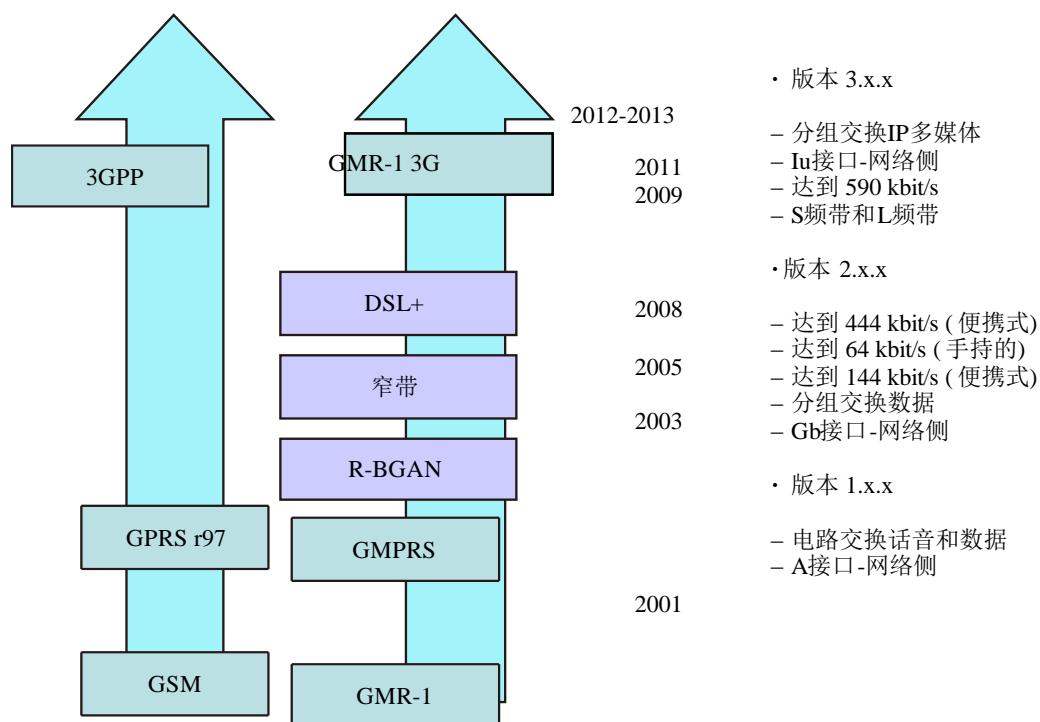 3GPP
GPRS r97
GSM
GMR-1 3G
DSL+
窄带
R-BGAN
GMPRS
GMR-1
2012-2013
2011
2009
2008
2005
2003
2001
· 版本 3.x.x
– 分组交换IP多媒体
– Iu接口-网络侧
– 达到 590 kbit/s
– S频带和L频带
· 版本 2.x.x
– 达到 444 kbit/s ( 便携式)
– 达到 64 kbit/s ( 手持的)
– 达到 144 kbit/s ( 便携式)
– 分组交换数据
– Gb接口-网络侧
· 版本 1.x.x
– 电路交换话音和数据
– A接口-网络侧